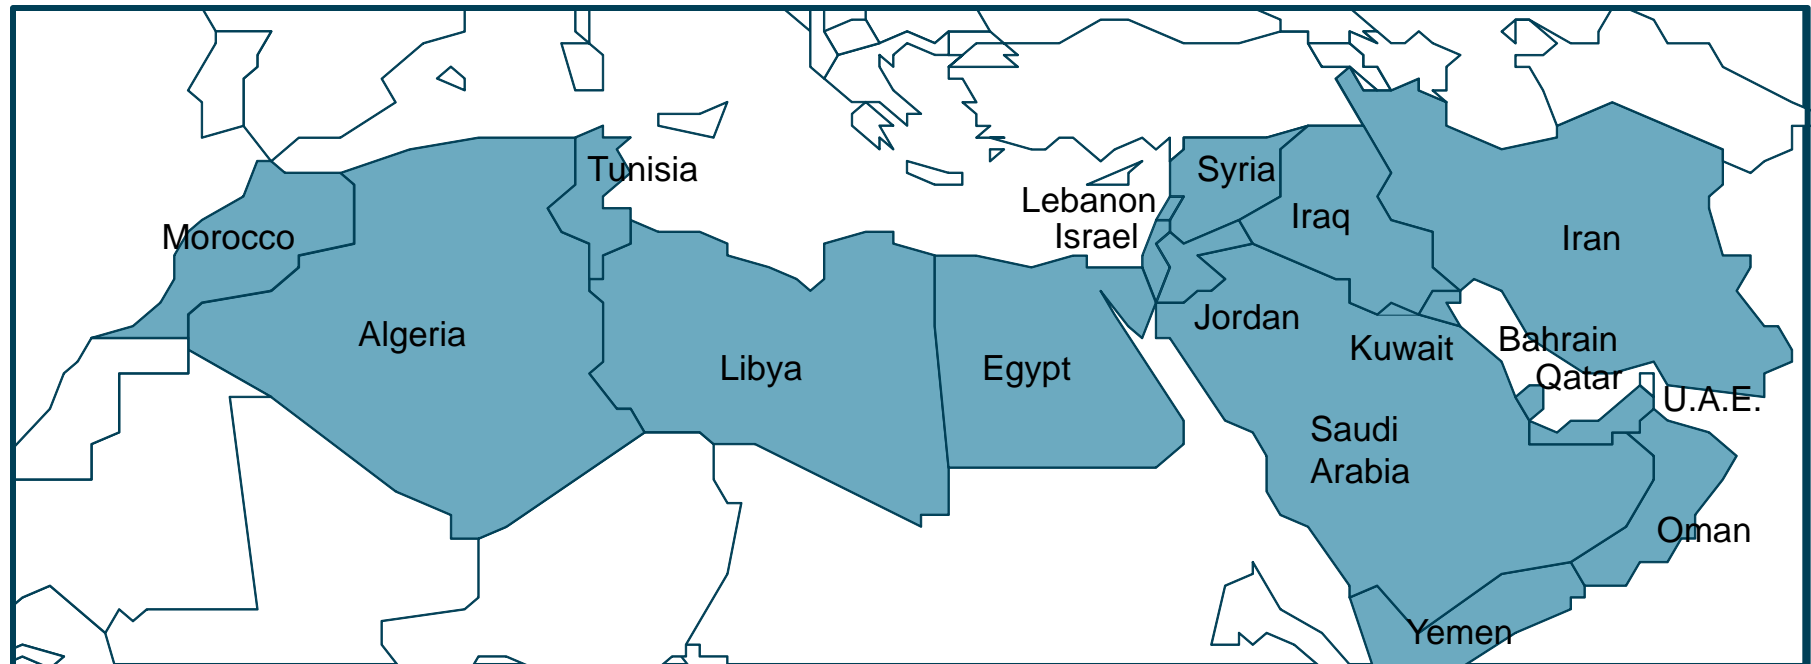 Tunisia
Syria
Lebanon
Iraq
Israel
Morocco
Iran
Jordan
Algeria
Bahrain
Kuwait
Libya
Egypt
Qatar
U.A.E.
Saudi
Arabia
Oman
Yemen